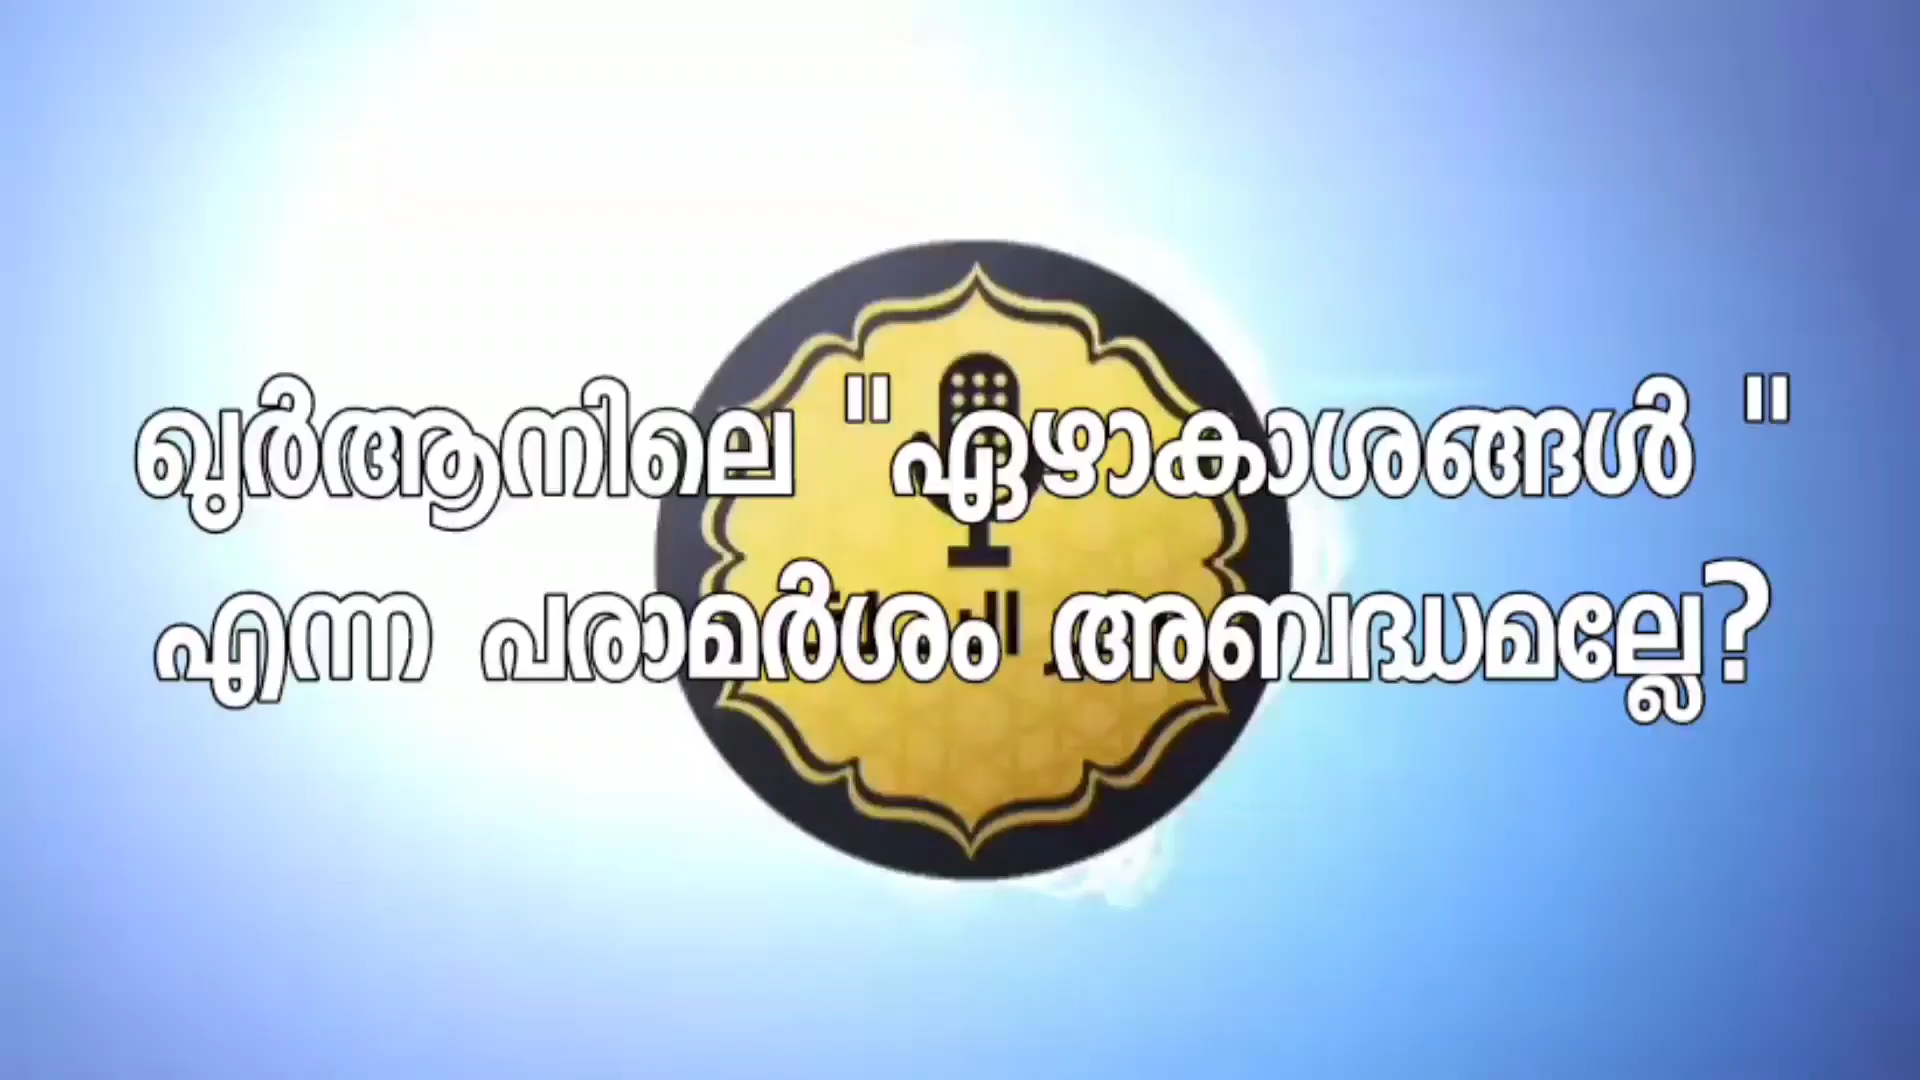 ഖുർആനിലെ "ഏഴാകാശങ്ങൾ "
എന്ന പരാമർശം അബദ്ധമല്ലേ?